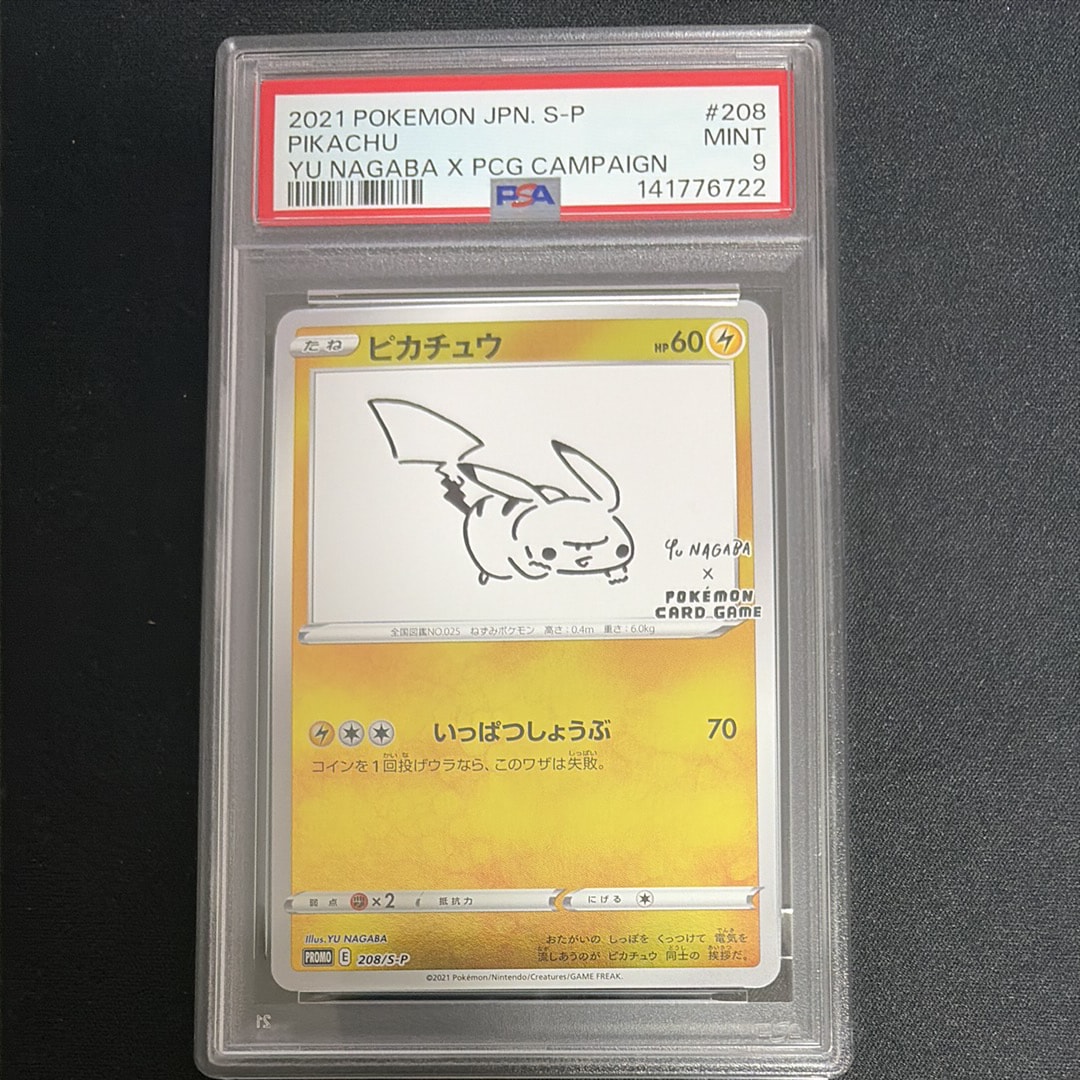 2021 POKEMON JPN. S-P #208
PIKACHU MINT
YU NAGABA X PCG CAMPAIGN 9
PSA 141776722
たね ピカチュウ HP60
YU NAGABA
X
POKÉMON
CARD GAME
全国図鑑NO.025 ねずみポケモン 高さ:0.4m 重さ:6.0kg
いっぱつしょうぶ 70
コインを1回投げウラなら、このワザは失敗。
弱点 ×2 抵抗力 にげる
Illus.YU NAGABA
おたがいの しっぽを くっつけて 電気を
流しあうのが ピカチュウ 同士の 挨拶だ。
PROMO E 208/S-P
©2021 Pokémon/Nintendo/Creatures/GAME FREAK.